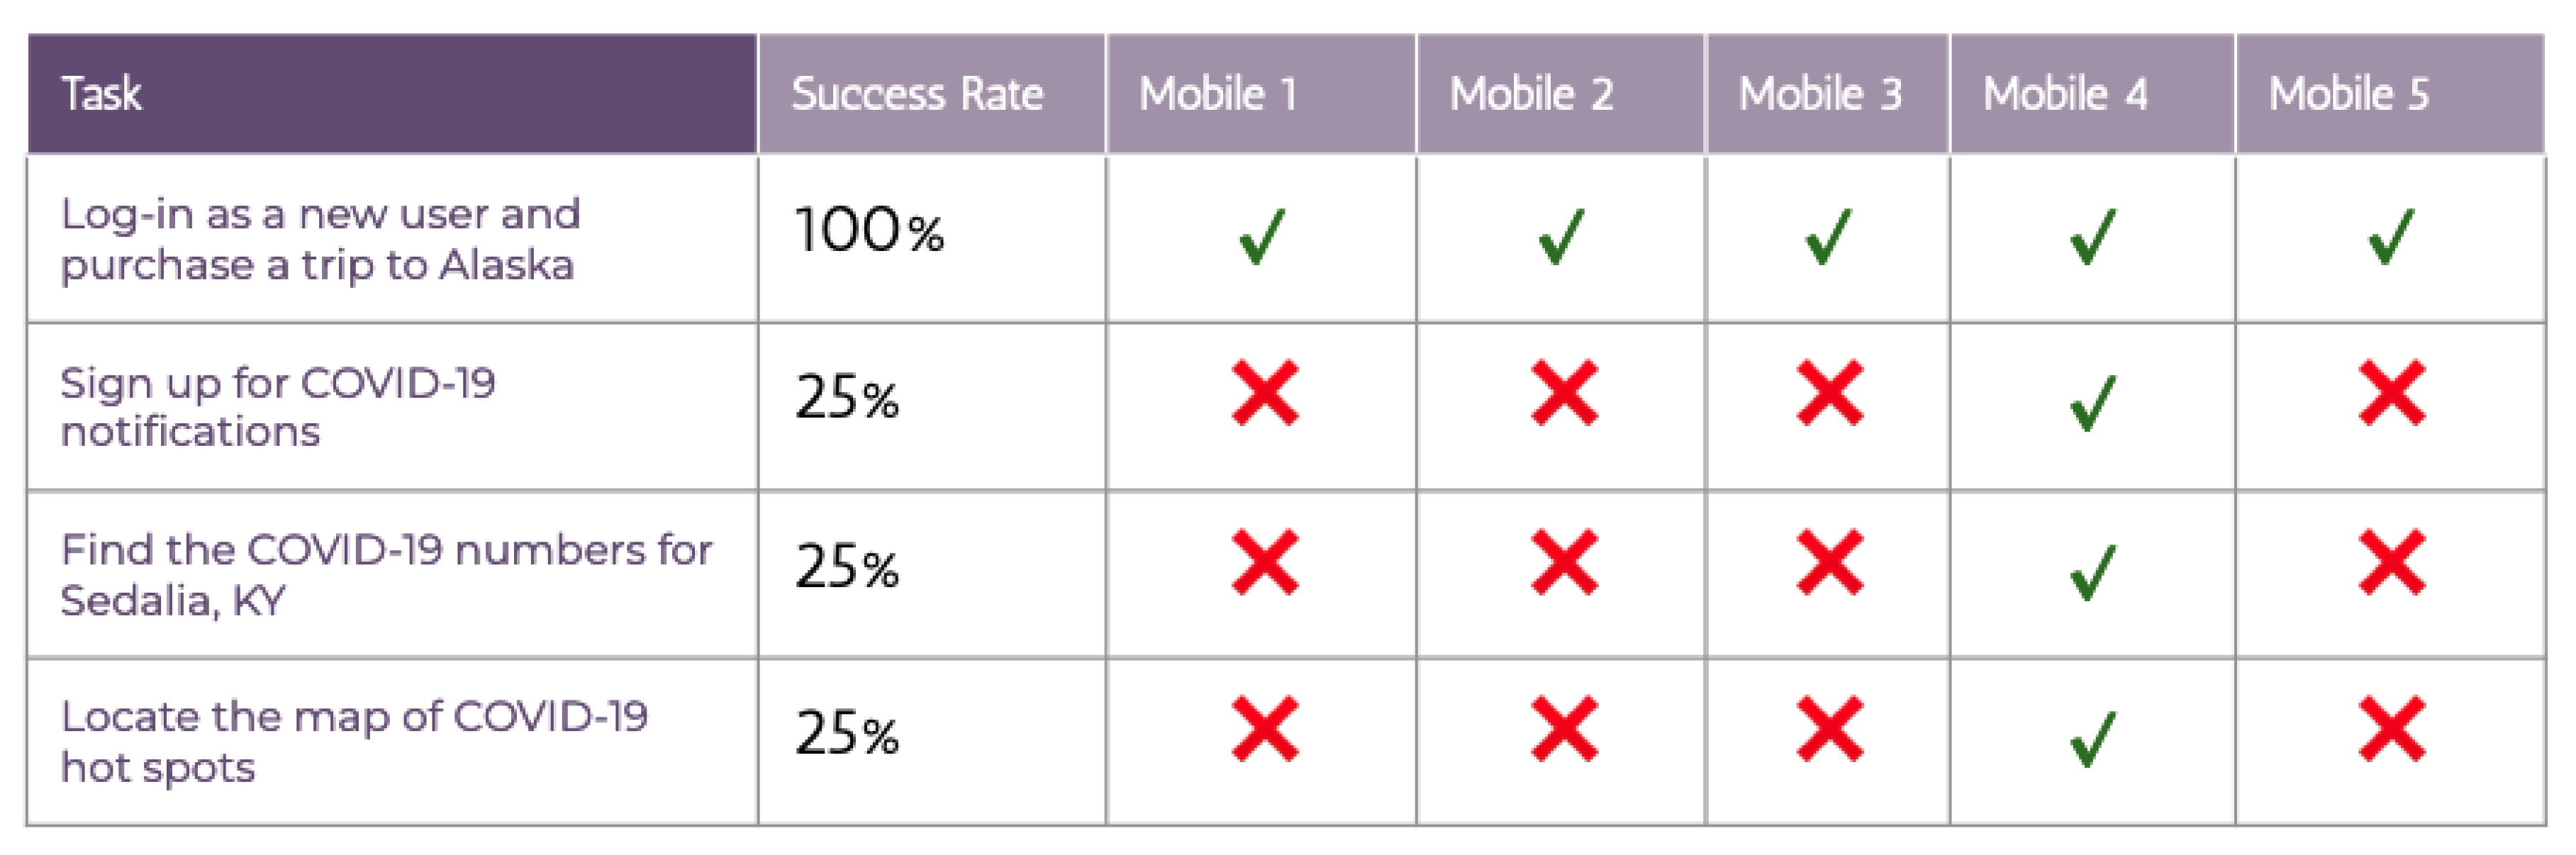 Task Success Rate Mobile 1 Mobile 2 Mobile 3 Mobile 4 Mobile 5
Log-in as a new user and
purchase a trip to Alaska
100% ✓ ✓ ✓ ✓ ✓
Sign up for COVID-19
notifications
25% ✗ ✗ ✗ ✓ ✗
Find the COVID-19 numbers for
Sedalia, KY
25% ✗ ✗ ✗ ✓ ✗
Locate the map of COVID-19
hot spots
25% ✗ ✗ ✗ ✓ ✗